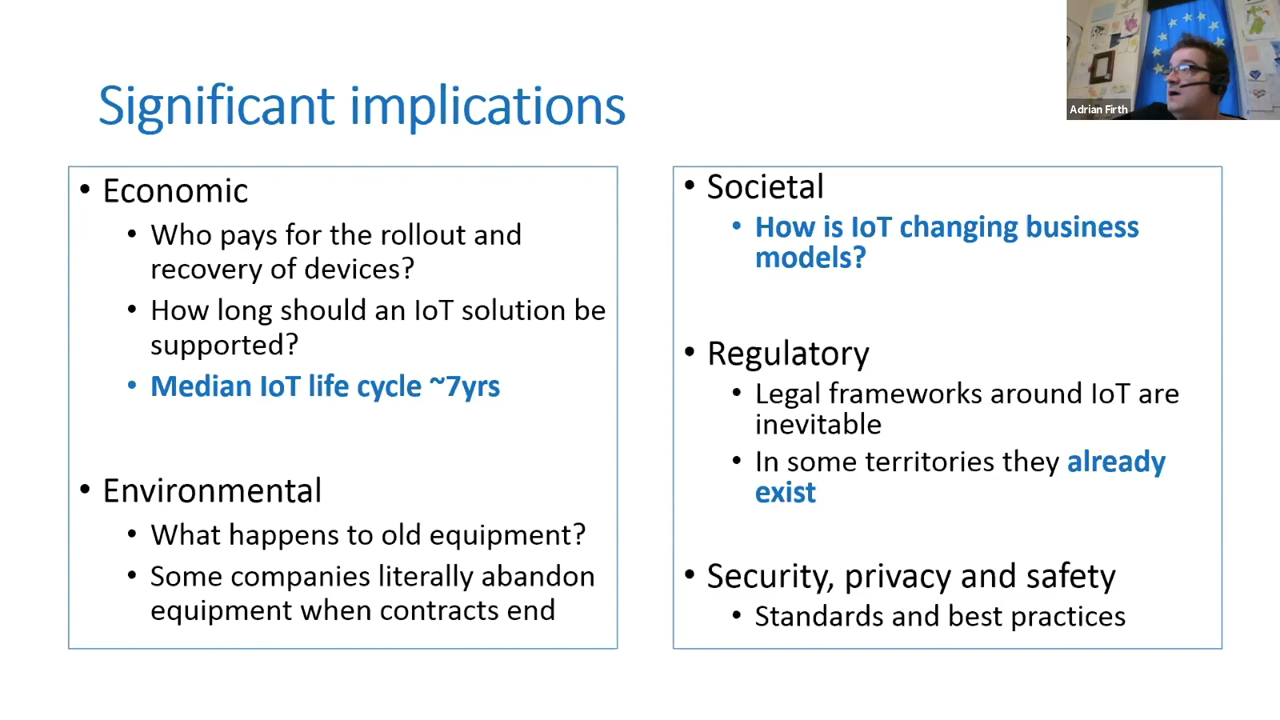 Significant implications
Adrian Firth
• Economic
• Who pays for the rollout and
recovery of devices?
• How long should an IoT solution be
supported?
• Median IoT life cycle ~7yrs
• Environmental
• What happens to old equipment?
• Some companies literally abandon
equipment when contracts end
• Societal
• How is IoT changing business
models?
• Regulatory
• Legal frameworks around IoT are
inevitable
• In some territories they already
exist
• Security, privacy and safety
• Standards and best practices